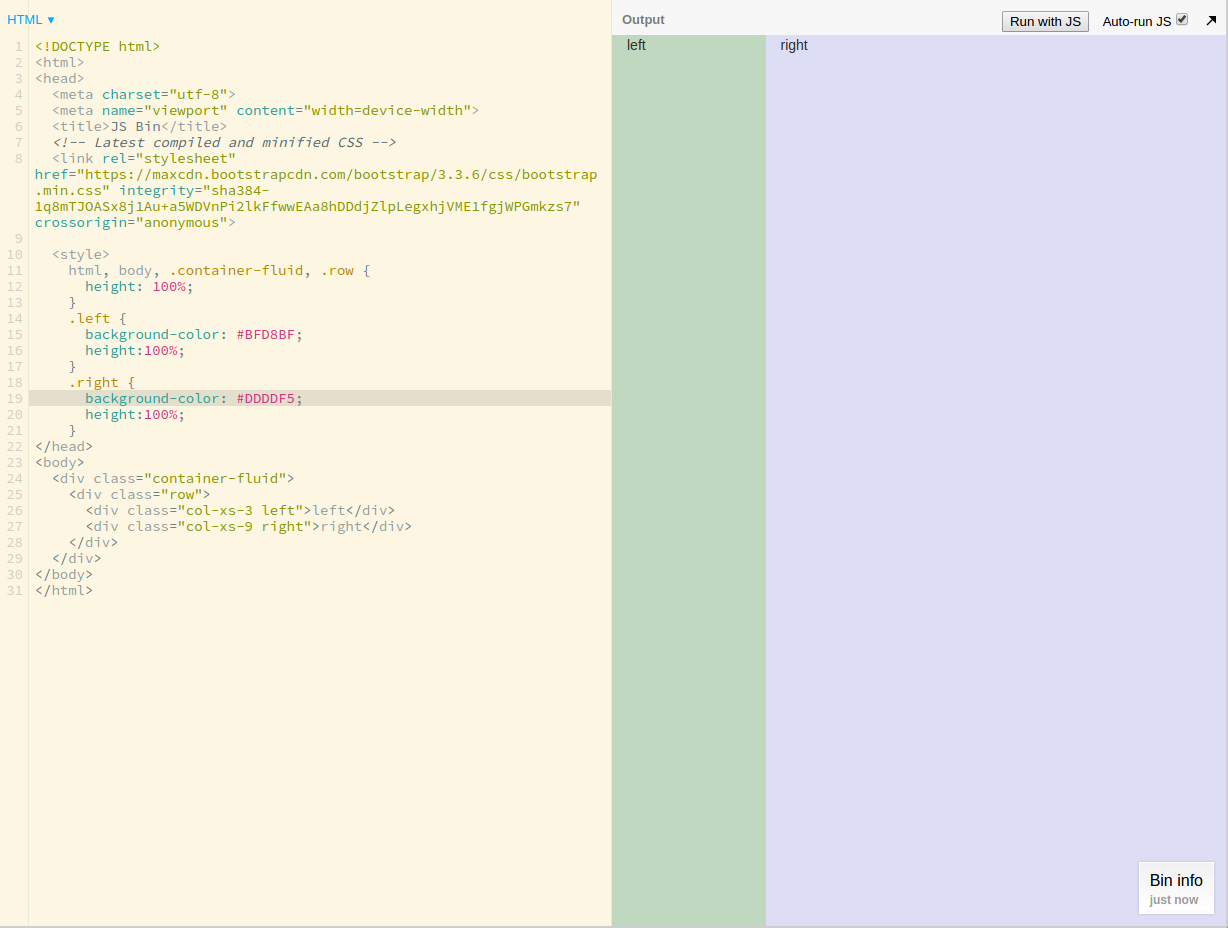 HTML ▾
1 <!DOCTYPE html>
2 <html>
3 <head>
4   <meta charset="utf-8">
5   <meta name="viewport" content="width=device-width">
6   <title>JS Bin</title>
7   <!-- Latest compiled and minified CSS -->
8   <link rel="stylesheet"
href="https://maxcdn.bootstrapcdn.com/bootstrap/3.3.6/css/bootstrap
.min.css" integrity="sha384-
1q8mTJOASx8j1Au+a5WDVnPi2lkFfwwEAa8hDDdjZlpLegxhjVME1fgjWPGmkzs7"
crossorigin="anonymous">
9
10   <style>
11     html, body, .container-fluid, .row {
12       height: 100%;
13     }
14     .left {
15       background-color: #BFD8BF;
16       height:100%;
17     }
18     .right {
19       background-color: #DDDDF5;
20       height:100%;
21     }
22 </head>
23 <body>
24   <div class="container-fluid">
25     <div class="row">
26       <div class="col-xs-3 left">left</div>
27       <div class="col-xs-9 right">right</div>
28     </div>
29   </div>
30 </body>
31 </html>
Output
Run with JS
Auto-run JS
left
right
Bin info
just now